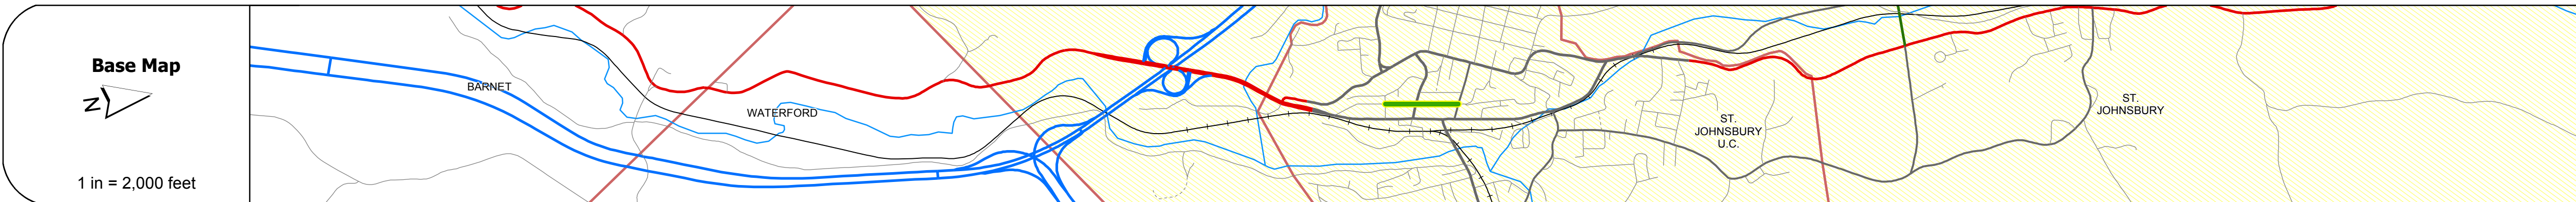 Base Map
N
1 in = 2,000 feet
BARNET
WATERFORD
ST.
JOHNSBURY
U.C.
ST.
JOHNSBURY